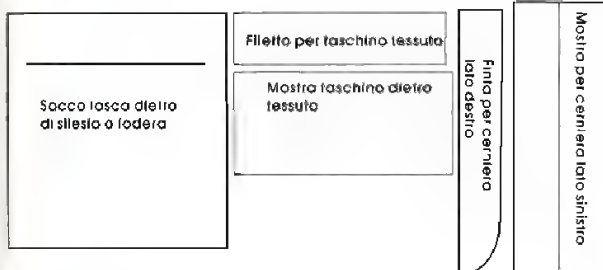 Sacco tasca dietro
di silesia o fodera
Filetto per taschino tessuto
Mostra taschino dietro
tessuto
Finta per cerniera
lato destro
Mostra per cerniera lato sinistro